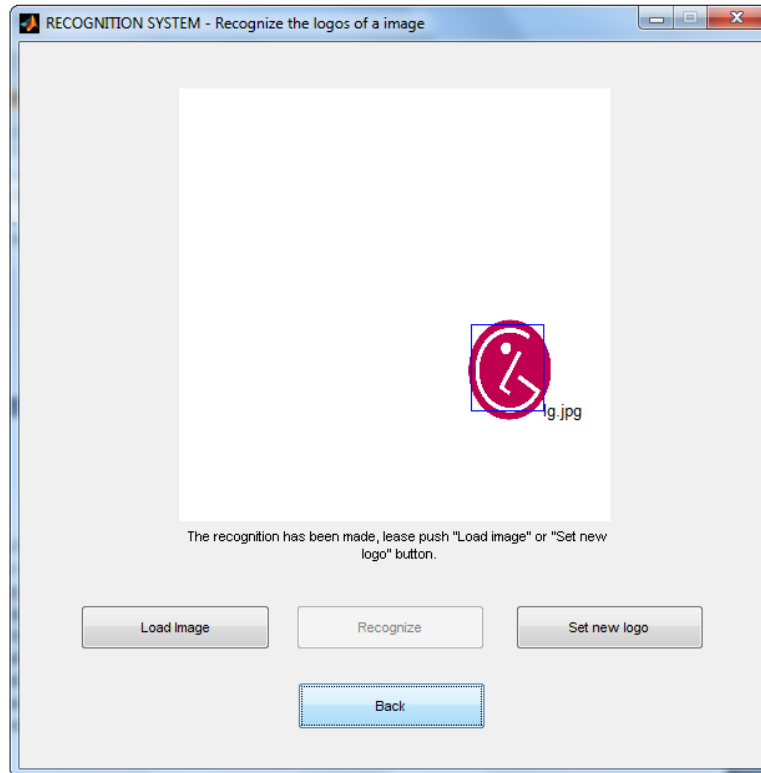 RECOGNITION SYSTEM - Recognize the logos of a image
lg.jpg
The recognition has been made, lease push "Load image" or "Set new
logo" button.
Load Image
Recognize
Set new logo
Back